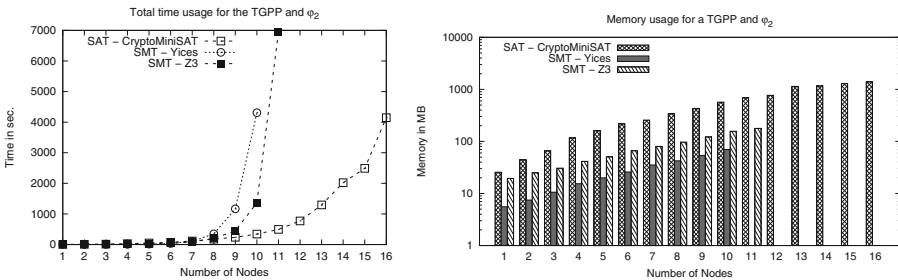 Total time usage for the TGPP and φ₂
7000
6000
5000
4000
3000
2000
1000
0
Time in sec.
SAT – CryptoMiniSAT
SMT – Yices
SMT – Z3
1 2 3 4 5 6 7 8 9 10 11 12 13 14 15 16
Number of Nodes
Memory usage for a TGPP and φ₂
10000
1000
100
10
1
Memory in MB
SAT – CryptoMiniSAT
SMT – Yices
SMT – Z3
1 2 3 4 5 6 7 8 9 10 11 12 13 14 15 16
Number of Nodes